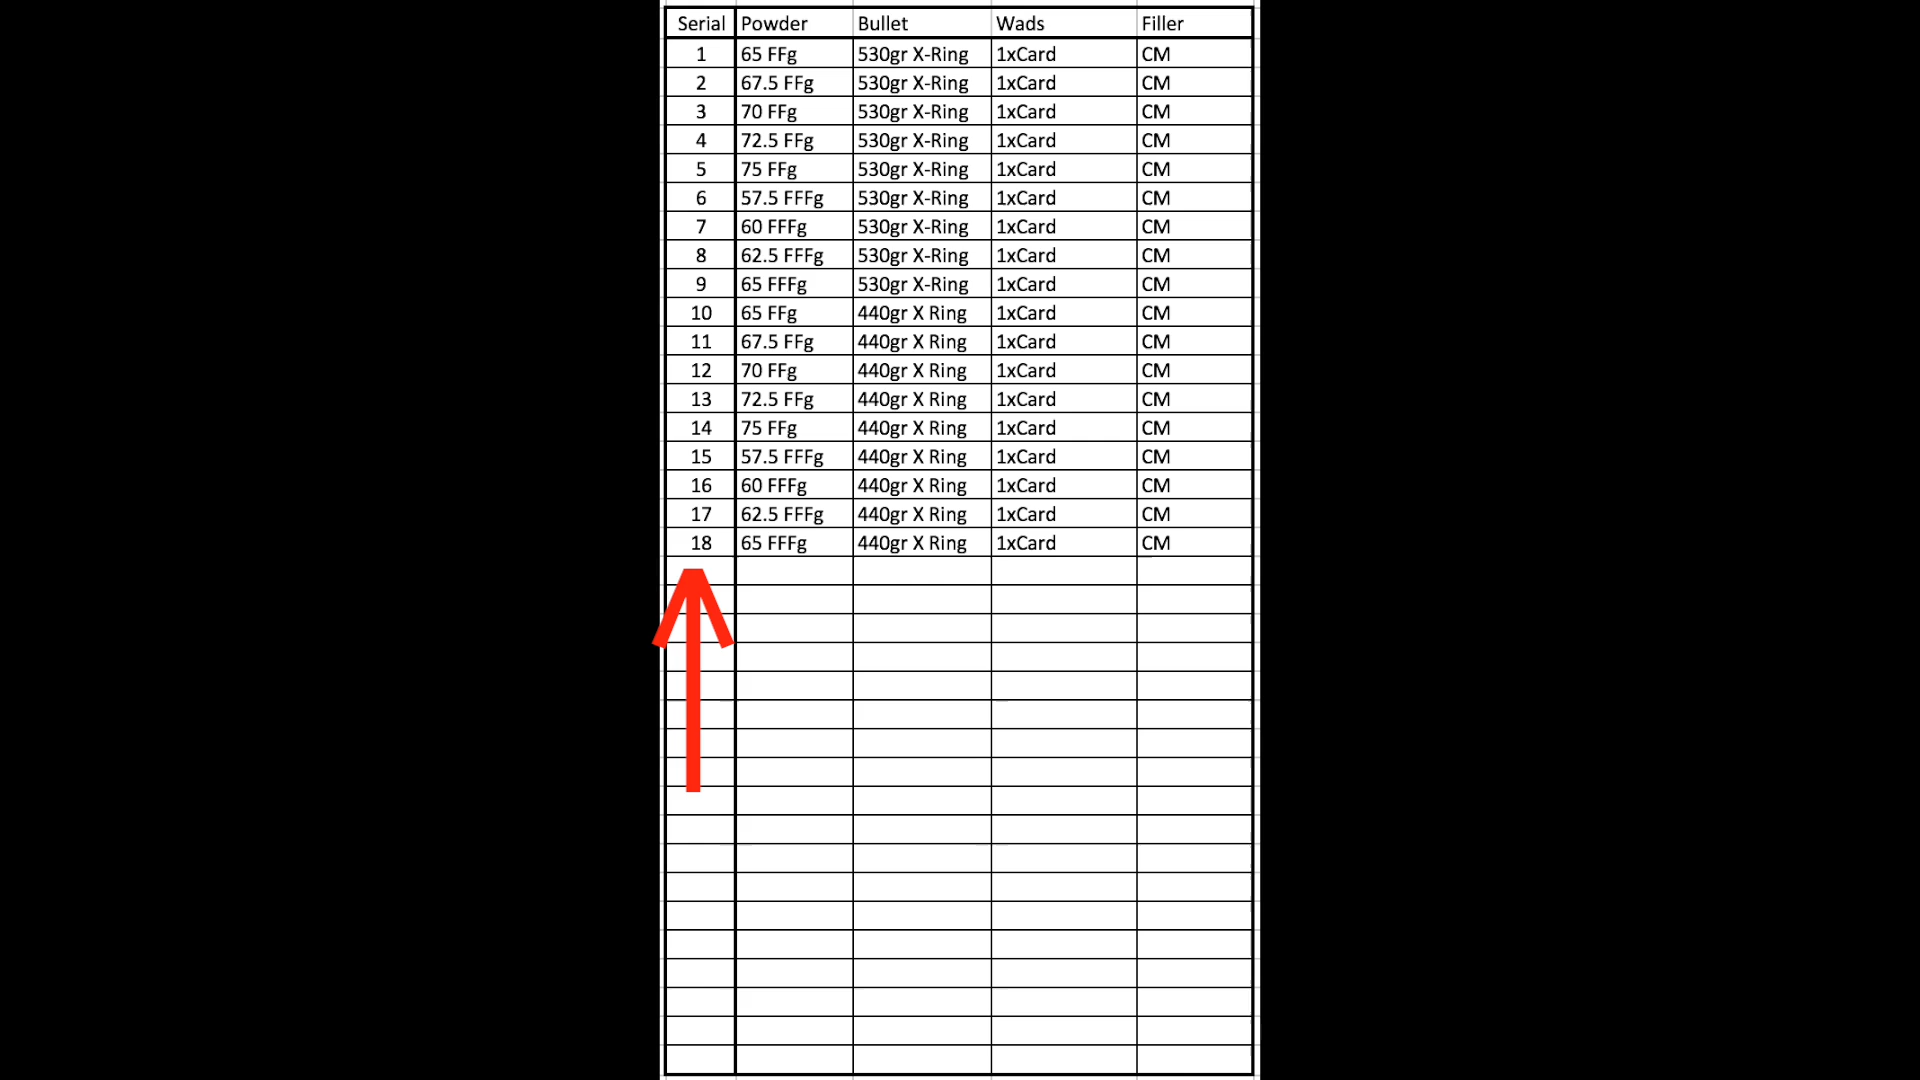 Serial Powder Bullet Wads Filler
1 65 FFg 530gr X-Ring 1xCard CM
2 67.5 FFg 530gr X-Ring 1xCard CM
3 70 FFg 530gr X-Ring 1xCard CM
4 72.5 FFg 530gr X-Ring 1xCard CM
5 75 FFg 530gr X-Ring 1xCard CM
6 57.5 FFFg 530gr X-Ring 1xCard CM
7 60 FFFg 530gr X-Ring 1xCard CM
8 62.5 FFFg 530gr X-Ring 1xCard CM
9 65 FFFg 530gr X-Ring 1xCard CM
10 65 FFg 440gr X Ring 1xCard CM
11 67.5 FFg 440gr X Ring 1xCard CM
12 70 FFg 440gr X Ring 1xCard CM
13 72.5 FFg 440gr X Ring 1xCard CM
14 75 FFg 440gr X Ring 1xCard CM
15 57.5 FFFg 440gr X Ring 1xCard CM
16 60 FFFg 440gr X Ring 1xCard CM
17 62.5 FFFg 440gr X Ring 1xCard CM
18 65 FFFg 440gr X Ring 1xCard CM